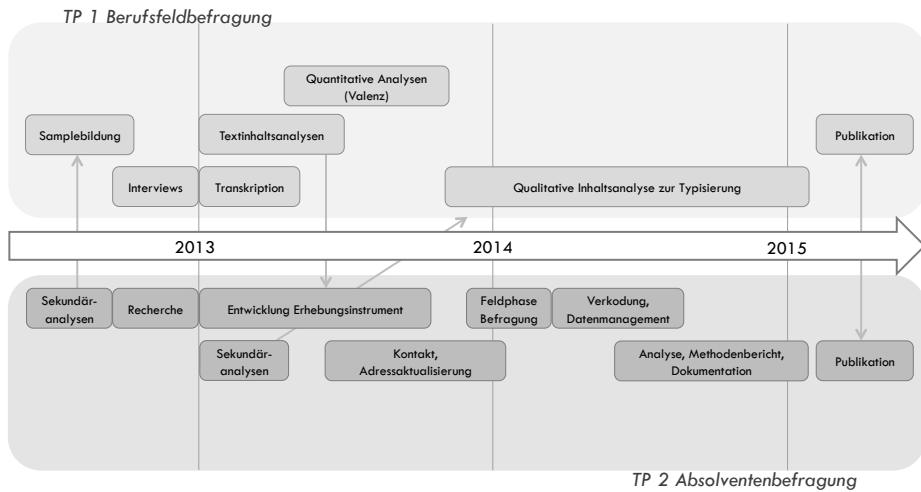 TP 1 Berufsfeldbefragung
Quantitative Analysen
(Valenz)
Samplebildung
Textinhaltsanalysen
Publikation
Interviews
Transkription
Qualitative Inhaltsanalyse zur Typisierung
2013
2014
2015
Sekundär-
analysen
Recherche
Entwicklung Erhebungsinstrument
Feldphase
Befragung
Verkodung,
Datenmanagement
Sekundär-
analysen
Kontakt,
Adressaktualisierung
Analyse, Methodenbericht,
Dokumentation
Publikation
TP 2 Absolventenbefragung